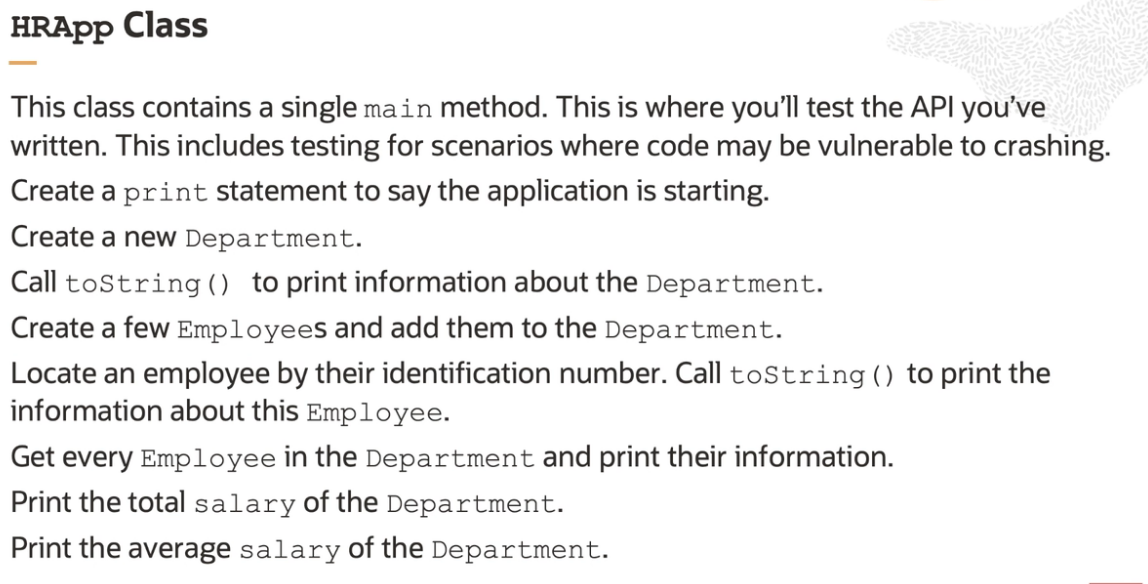 HRApp Class
This class contains a single main method. This is where you’ll test the API you’ve
written. This includes testing for scenarios where code may be vulnerable to crashing.
Create a print statement to say the application is starting.
Create a new Department.
Call toString() to print information about the Department.
Create a few Employees and add them to the Department.
Locate an employee by their identification number. Call toString() to print the
information about this Employee.
Get every Employee in the Department and print their information.
Print the total salary of the Department.
Print the average salary of the Department.